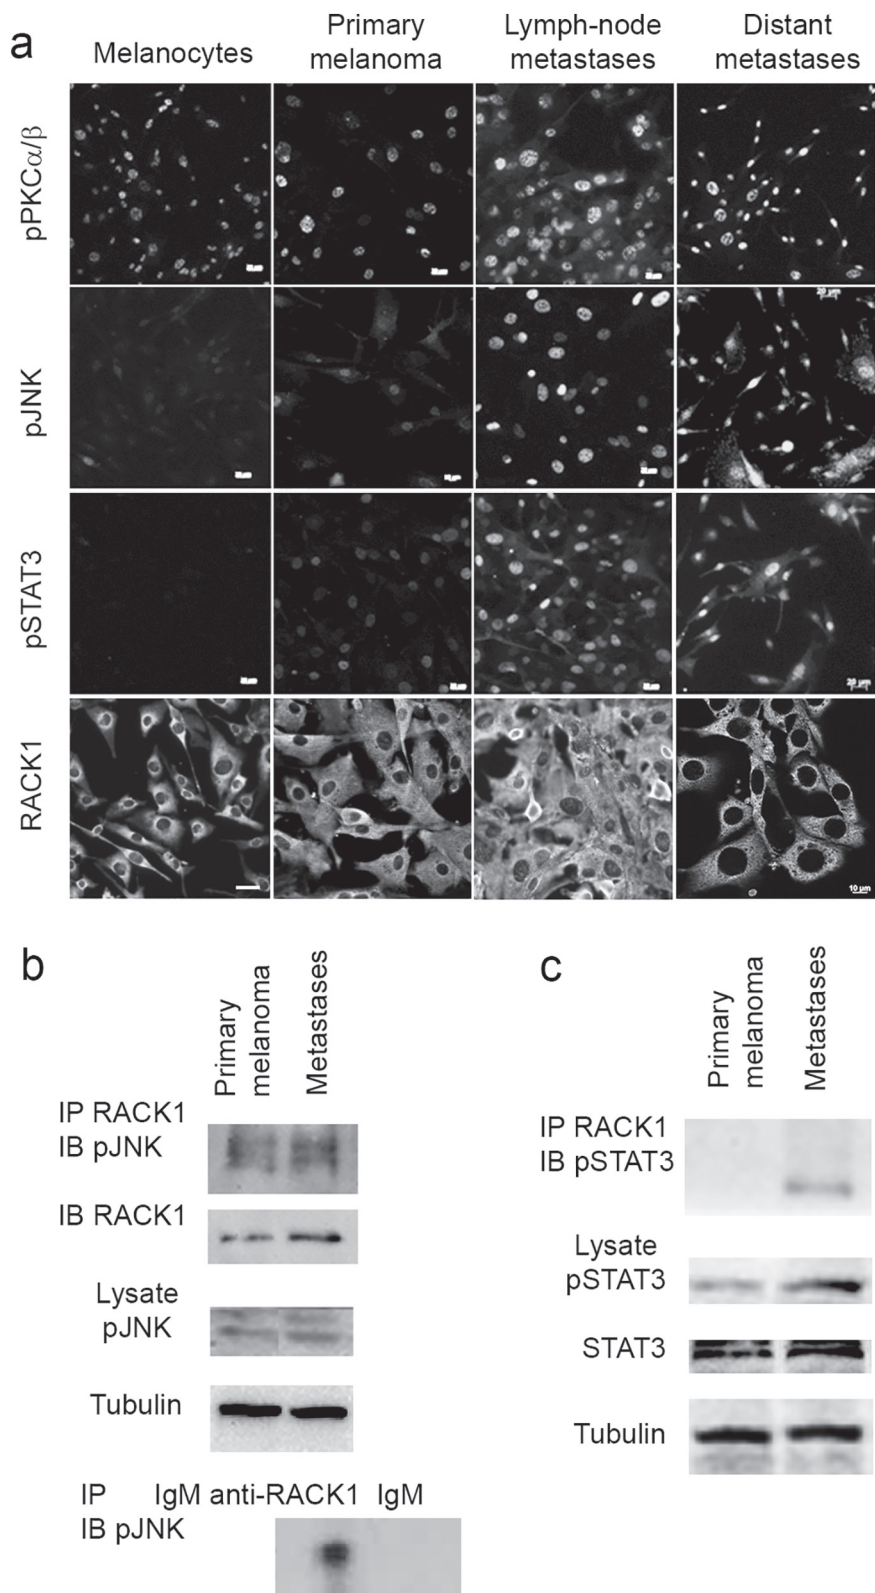 a
Melanocytes
Primary
melanoma
Lymph-node
metastases
Distant
metastases
pPKCα/β
pJNK
20 µm
pSTAT3
20 µm
RACK1
10 µm
b
Primary
melanoma
Metastases
IP RACK1
IB pJNK
IB RACK1
Lysate
pJNK
Tubulin
IP IgM anti-RACK1 IgM
IB pJNK
c
Primary
melanoma
Metastases
IP RACK1
IB pSTAT3
Lysate
pSTAT3
STAT3
Tubulin